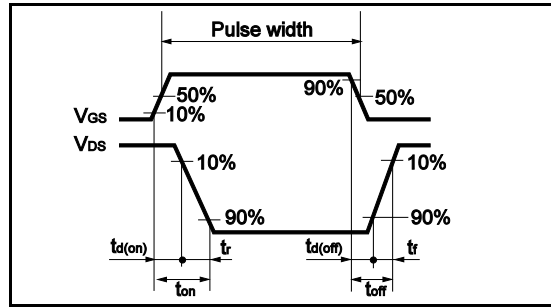 Pulse width
90%
50%
50%
VGS
10%
VDS
10%
10%
90%
90%
td(on)
tr
td(off)
tf
ton
toff